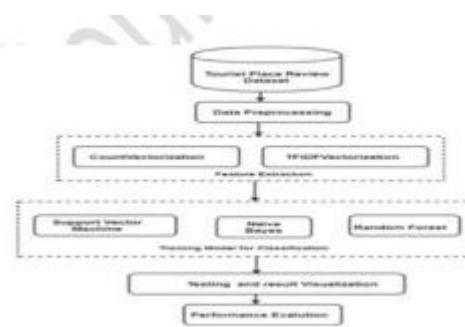 Tourist Place Review
Dataset
Data Preprocessing
CountVectorization
TFIDFVectorization
Feature Extraction
Support Vector
Machine
Naive
Bayes
Random Forest
Training Model for Classification
Testing and result Visualization
Performance Evalution